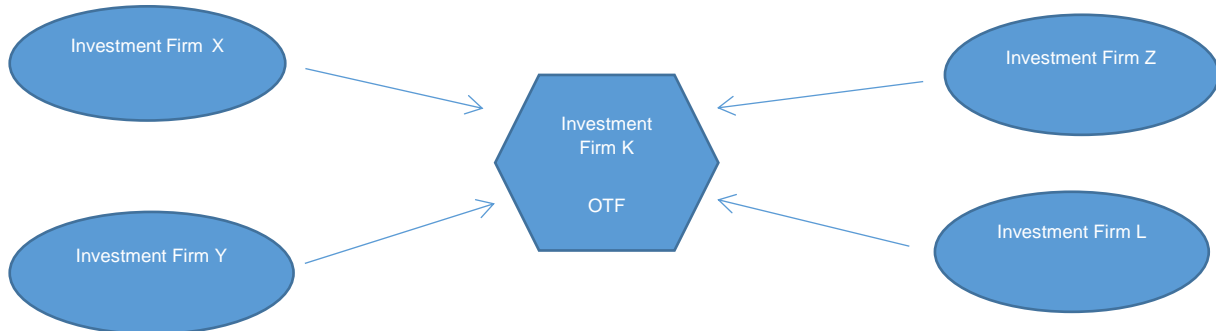 Investment Firm X
Investment Firm Z
Investment
Firm K
OTF
Investment Firm Y
Investment Firm L